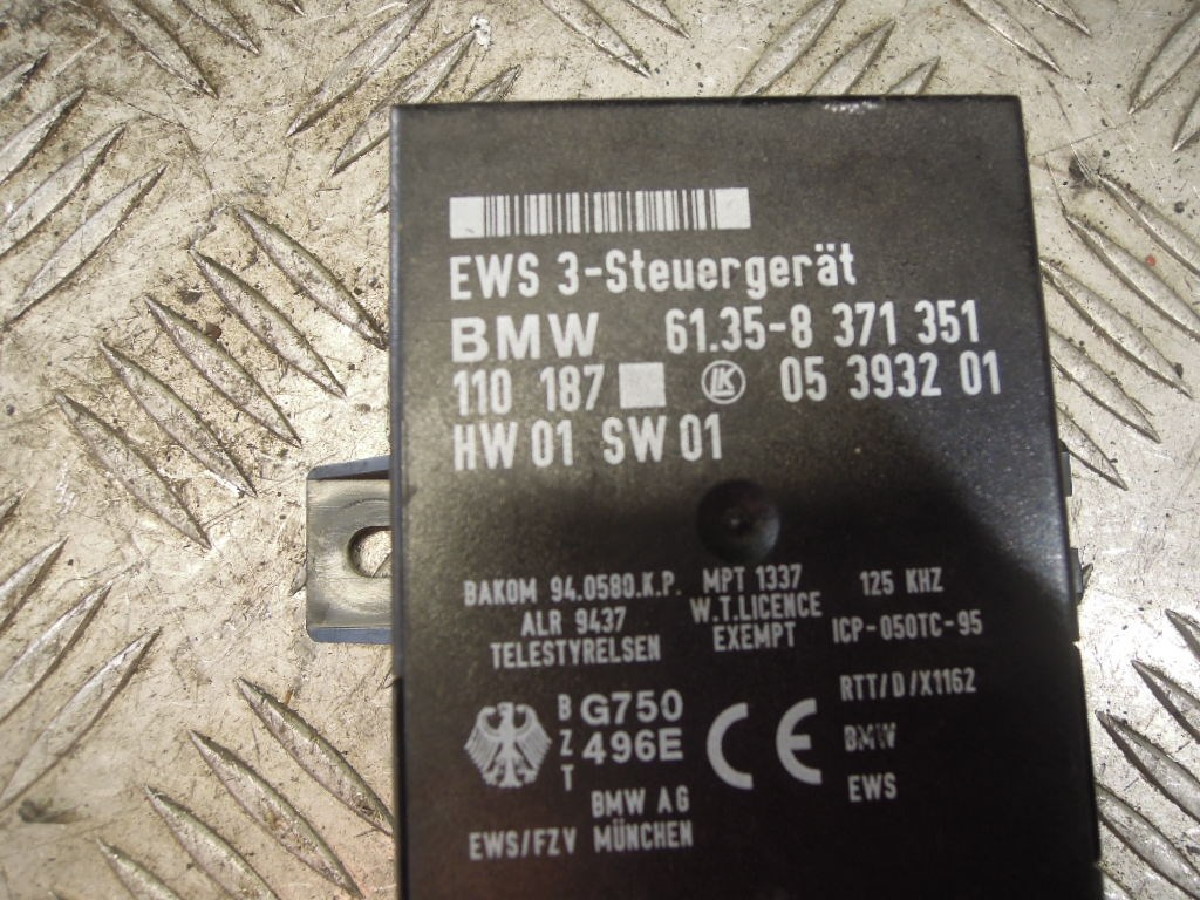 EWS 3-Steuergerät
BMW 61.35-8 371 351
110 187 LK 05 3932 01
HW 01 SW 01
BAKOM 94.0580.K.P.
ALR 9437
TELESTYRELSEN
MPT 1337
W.T.LICENCE
EXEMPT
125 KHZ
ICP-050TC-95
RTT/D/X1162
BMW
EWS
BZT
G750
496E
CE
BMW AG
EWS/FZV MÜNCHEN